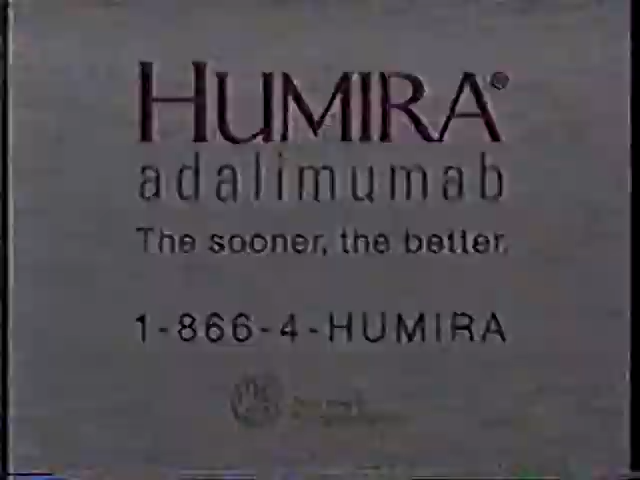 HUMIRA®
adalimumab
The sooner, the better.
1-866-4-HUMIRA